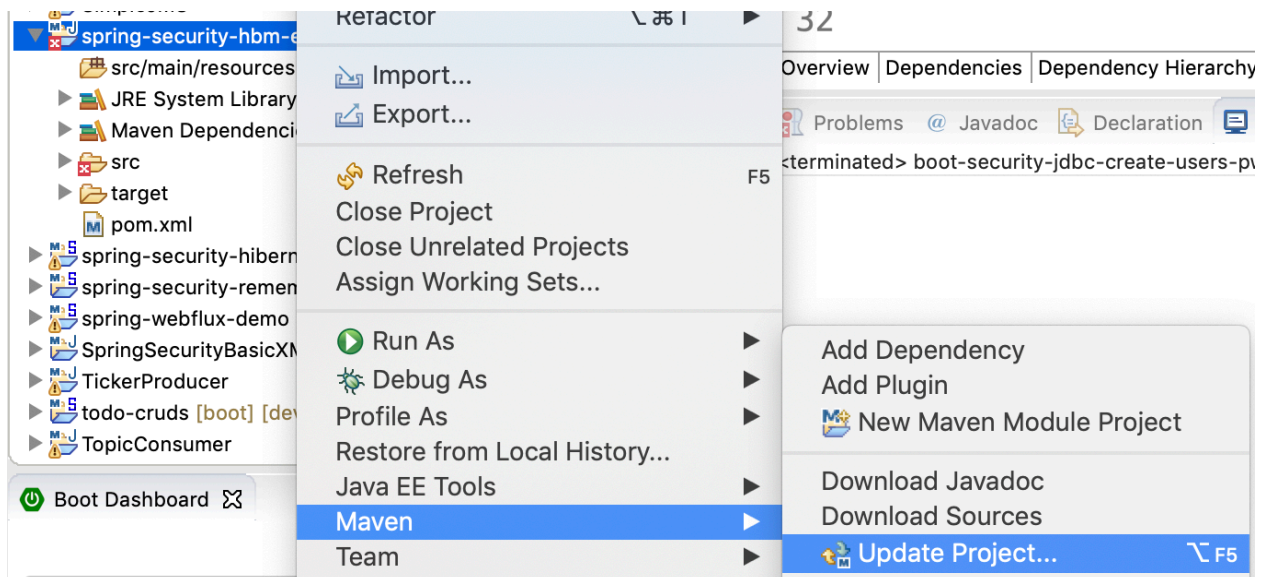 Refactor ⌥⌘T
32
spring-security-hbm-e
src/main/resources
JRE System Library
Maven Dependenci
src
target
pom.xml
spring-security-hibern
spring-security-remem
spring-webflux-demo
SpringSecurityBasicXM
TickerProducer
todo-cruds [boot] [dev
TopicConsumer
Boot Dashboard
Import...
Export...
Refresh F5
Close Project
Close Unrelated Projects
Assign Working Sets...
Run As
Debug As
Profile As
Restore from Local History...
Java EE Tools
Maven
Team
Overview Dependencies Dependency Hierarchy
Problems @ Javadoc Declaration
<terminated> boot-security-jdbc-create-users-pw
Add Dependency
Add Plugin
New Maven Module Project
Download Javadoc
Download Sources
Update Project... ⌥F5